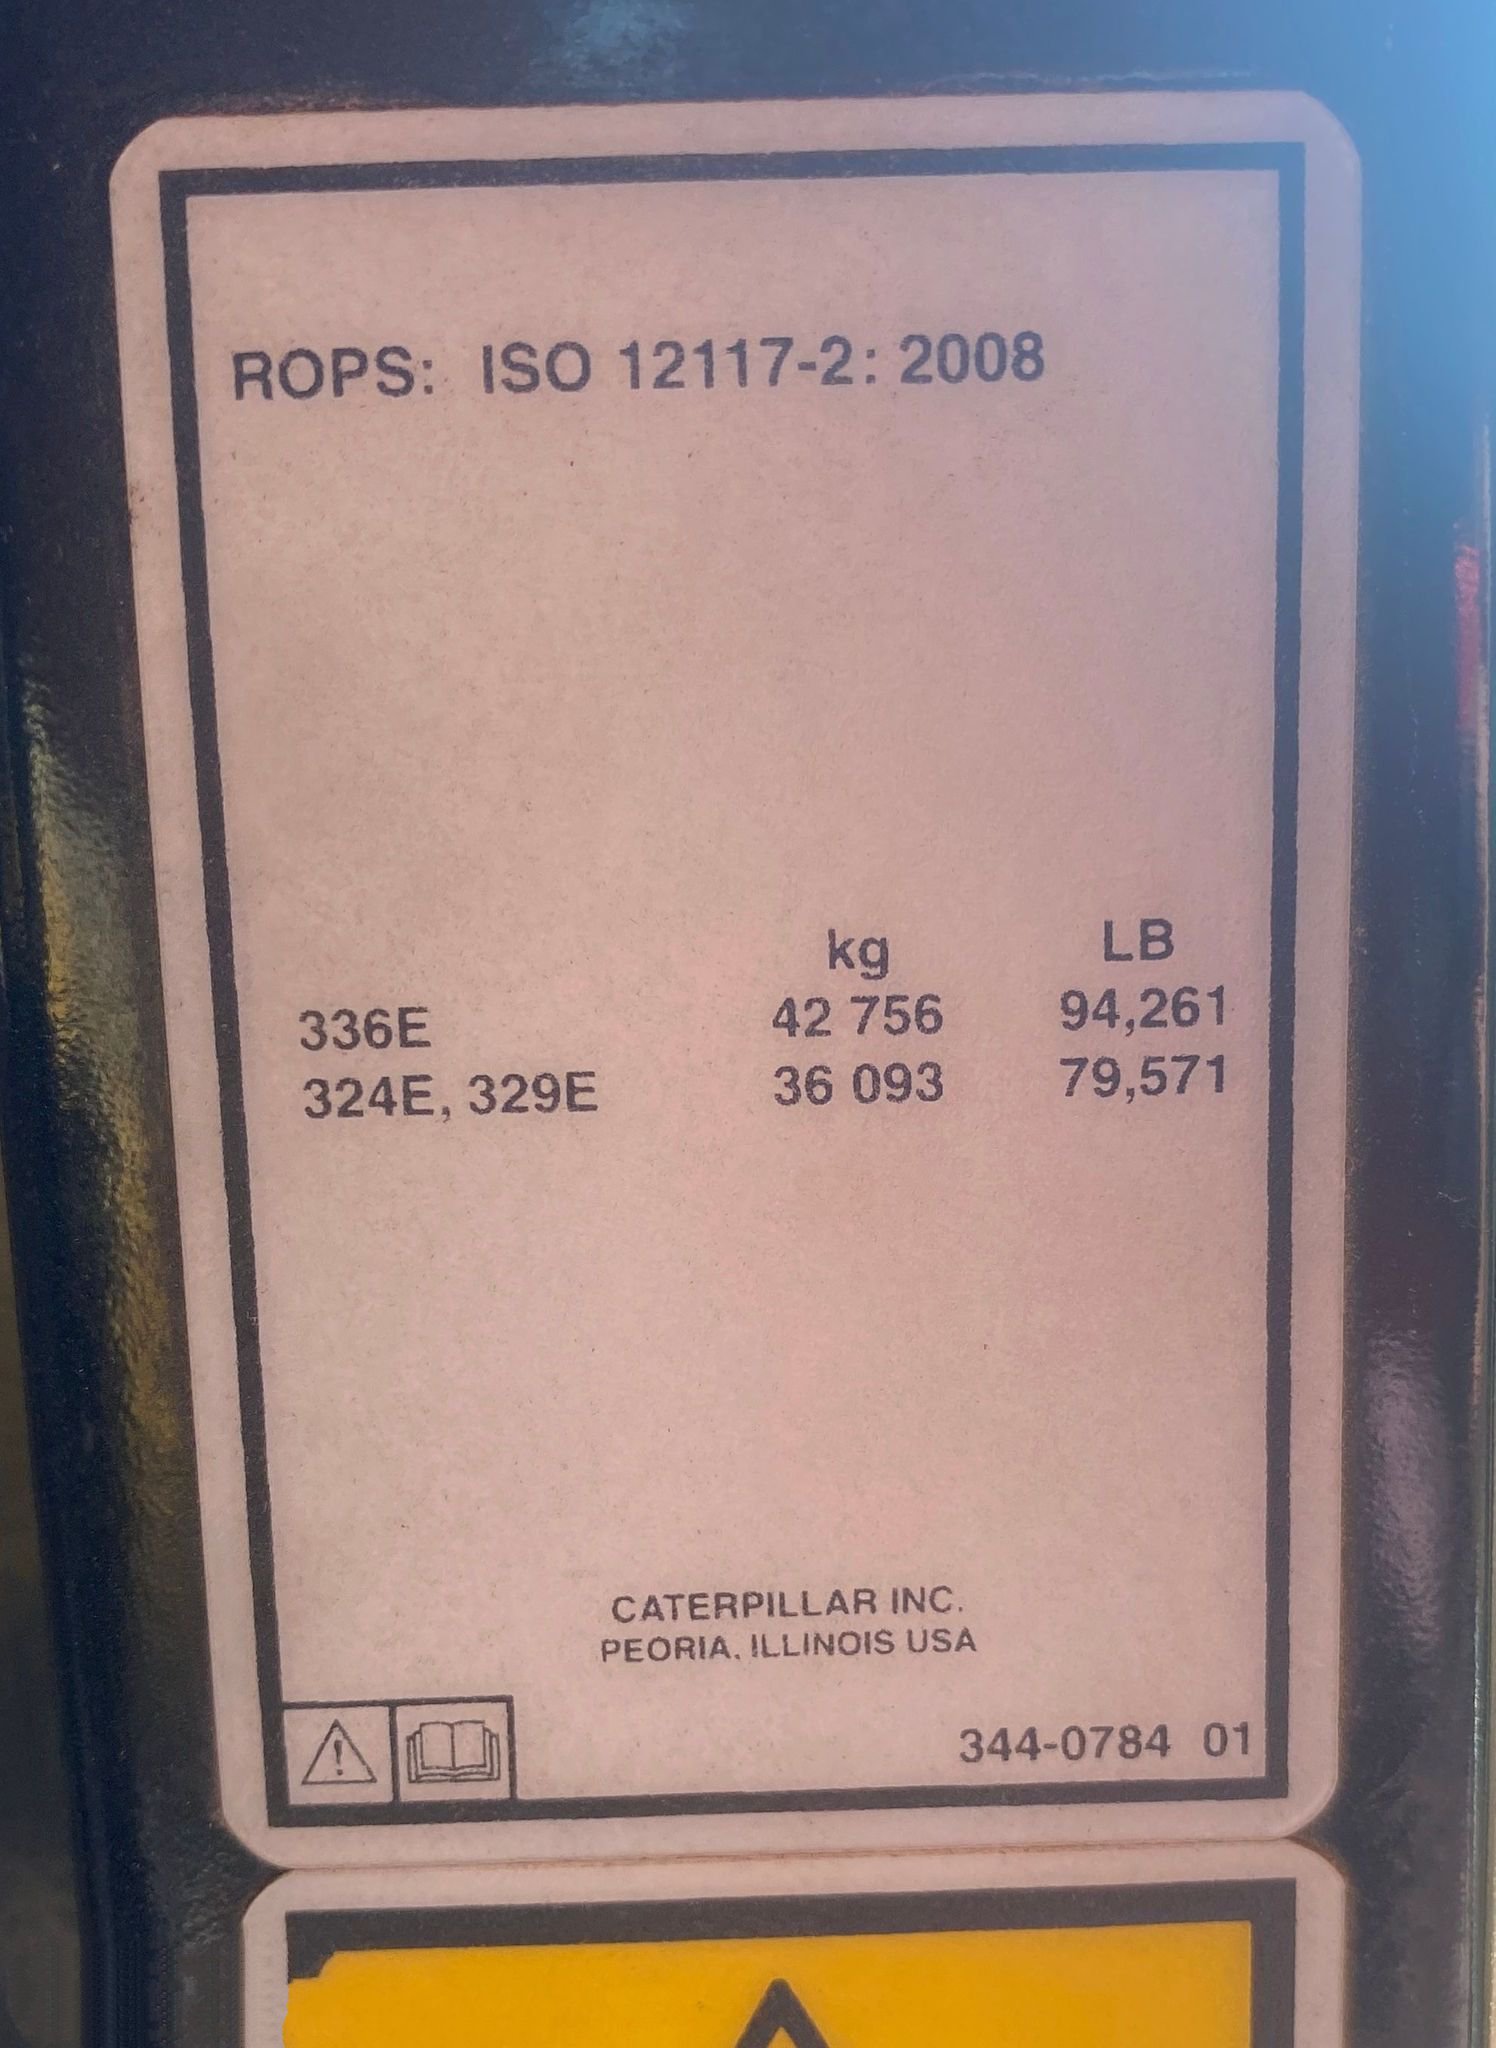 ROPS: ISO 12117-2: 2008
kg LB
336E 42 756 94,261
324E, 329E 36 093 79,571
CATERPILLAR INC.
PEORIA, ILLINOIS USA
344-0784 01